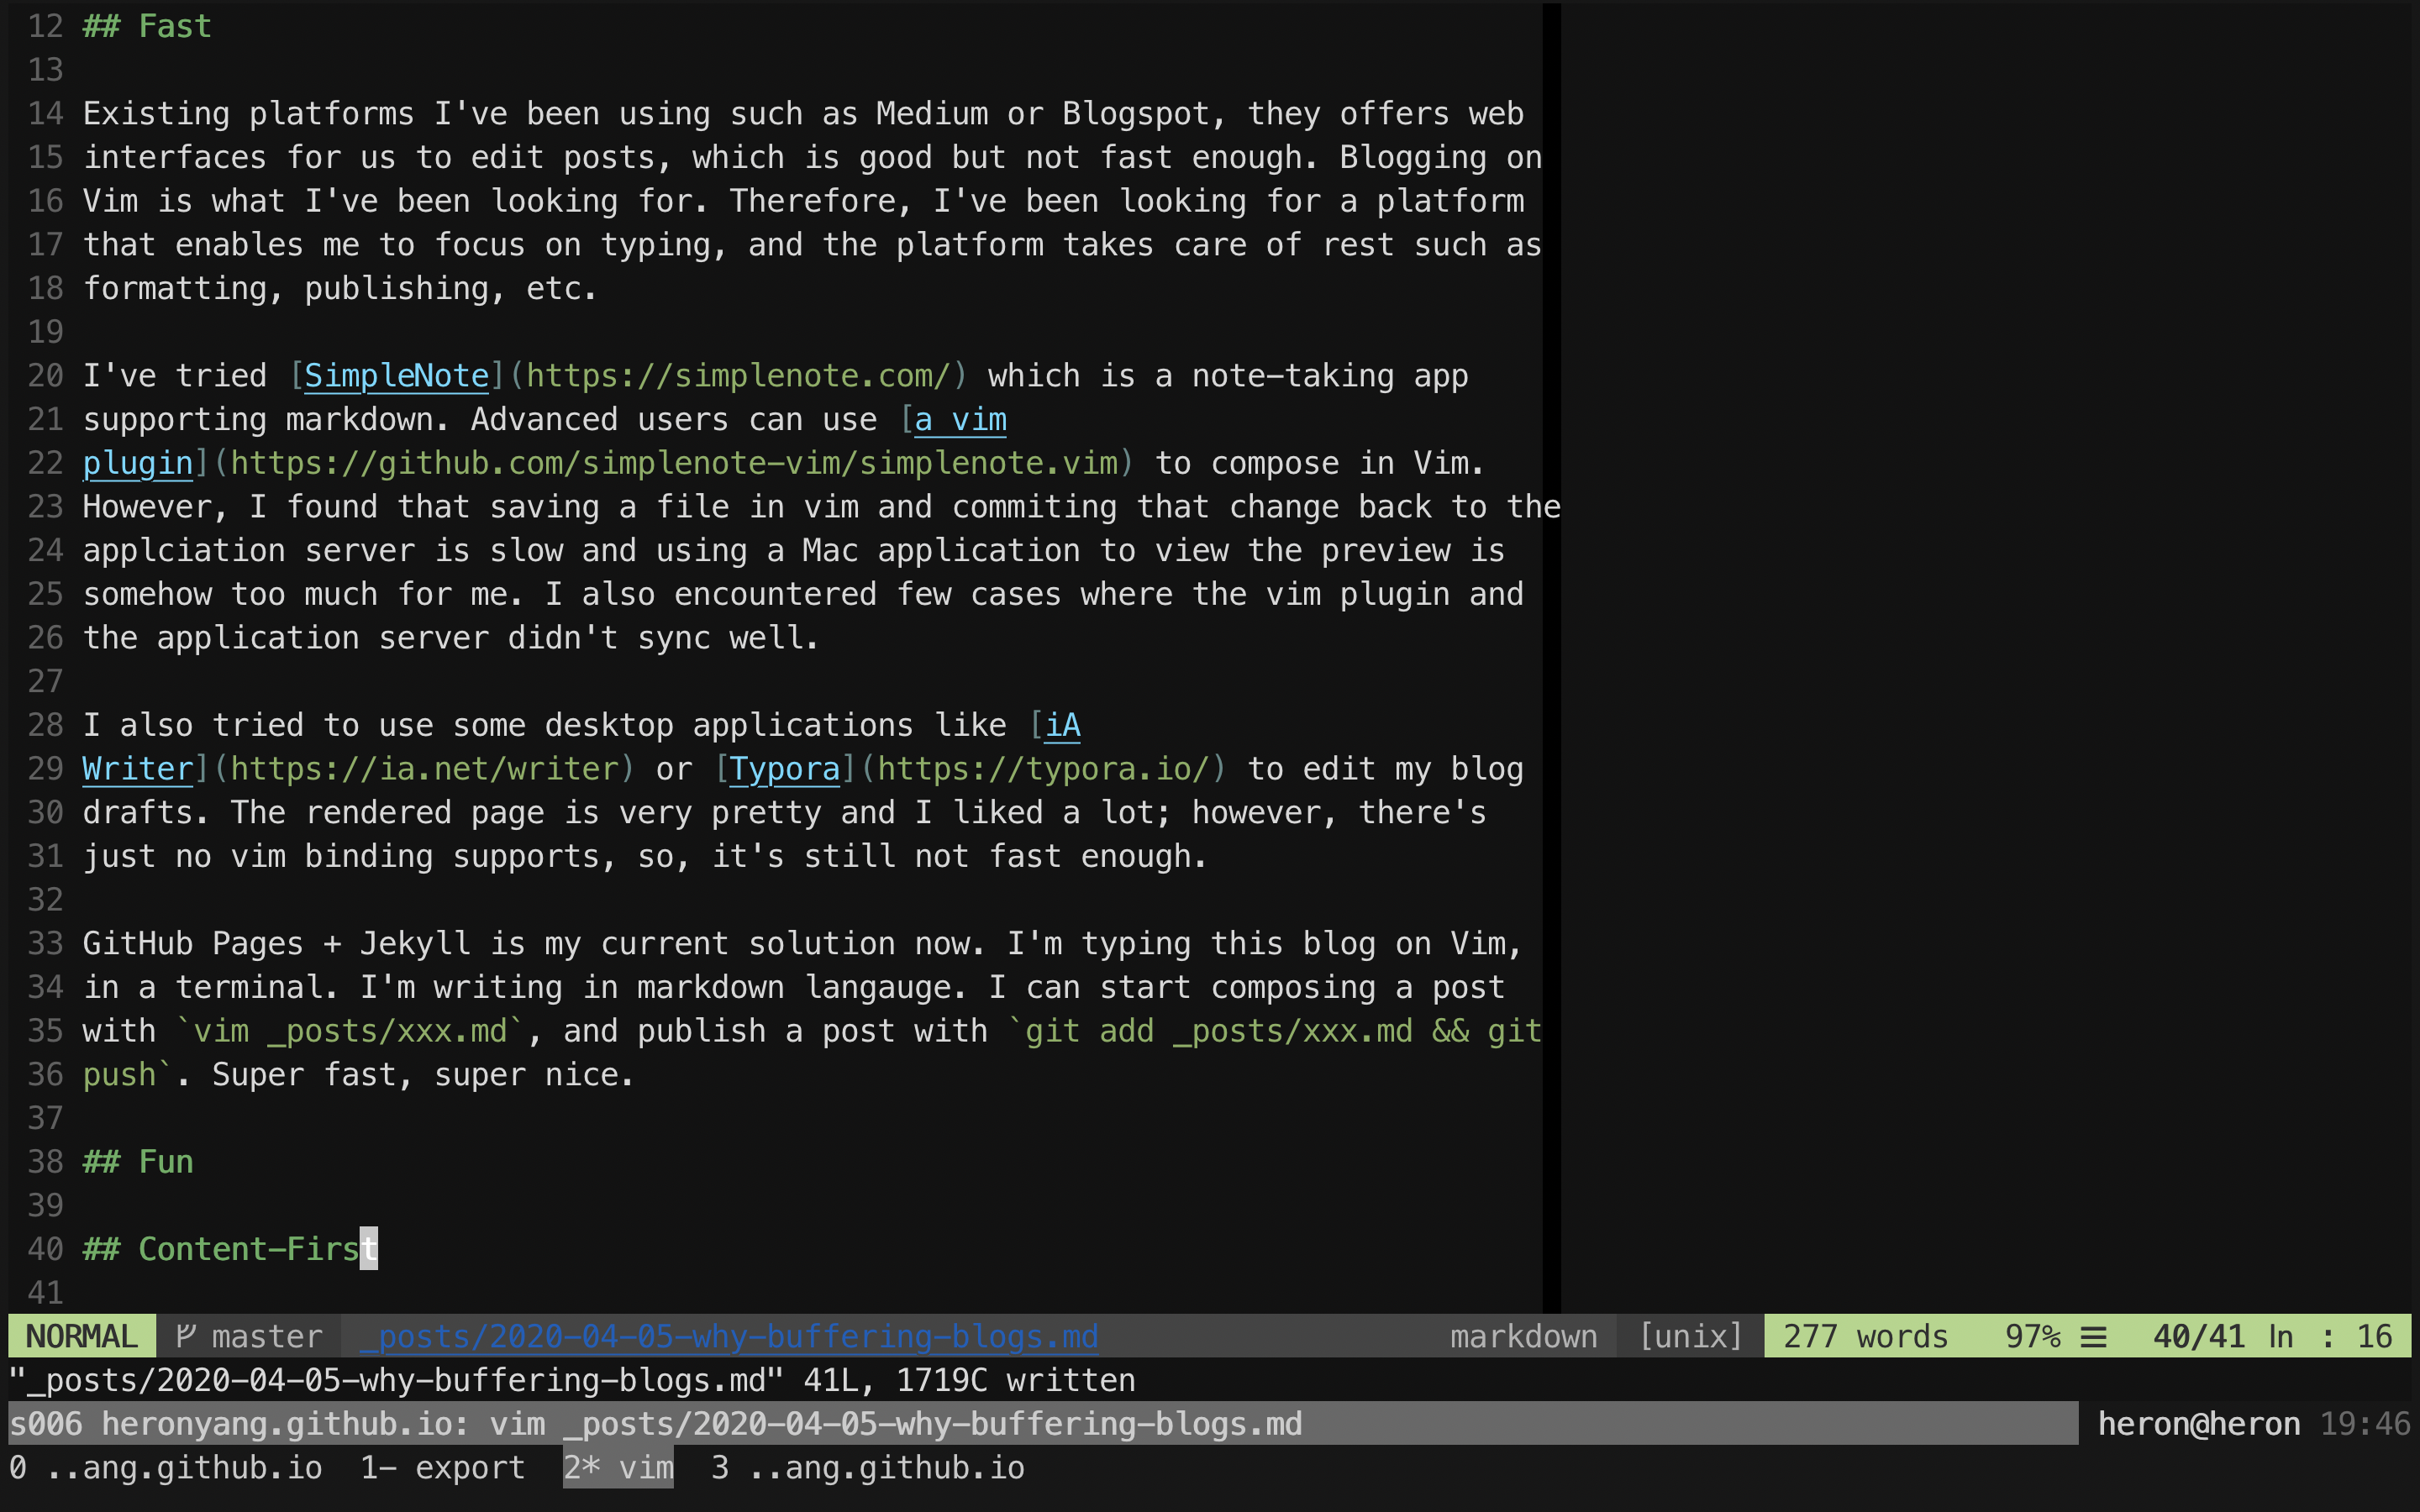 12 ## Fast
13
14 Existing platforms I've been using such as Medium or Blogspot, they offers web
15 interfaces for us to edit posts, which is good but not fast enough. Blogging on
16 Vim is what I've been looking for. Therefore, I've been looking for a platform
17 that enables me to focus on typing, and the platform takes care of rest such as
18 formatting, publishing, etc.
19
20 I've tried [SimpleNote](https://simplenote.com/) which is a note-taking app
21 supporting markdown. Advanced users can use [a vim
22 plugin](https://github.com/simplenote-vim/simplenote.vim) to compose in Vim.
23 However, I found that saving a file in vim and commiting that change back to the
24 applciation server is slow and using a Mac application to view the preview is
25 somehow too much for me. I also encountered few cases where the vim plugin and
26 the application server didn't sync well.
27
28 I also tried to use some desktop applications like [iA
29 Writer](https://ia.net/writer) or [Typora](https://typora.io/) to edit my blog
30 drafts. The rendered page is very pretty and I liked a lot; however, there's
31 just no vim binding supports, so, it's still not fast enough.
32
33 GitHub Pages + Jekyll is my current solution now. I'm typing this blog on Vim,
34 in a terminal. I'm writing in markdown langauge. I can start composing a post
35 with `vim _posts/xxx.md`, and publish a post with `git add _posts/xxx.md && git
36 push`. Super fast, super nice.
37
38 ## Fun
39
40 ## Content-First
41
NORMAL master _posts/2020-04-05-why-buffering-blogs.md markdown [unix] 277 words 97% ☰ 40/41 ln : 16
"_posts/2020-04-05-why-buffering-blogs.md" 41L, 1719C written
s006 heronyang.github.io: vim _posts/2020-04-05-why-buffering-blogs.md heron@heron 19:46
0 ..ang.github.io 1- export 2* vim 3 ..ang.github.io